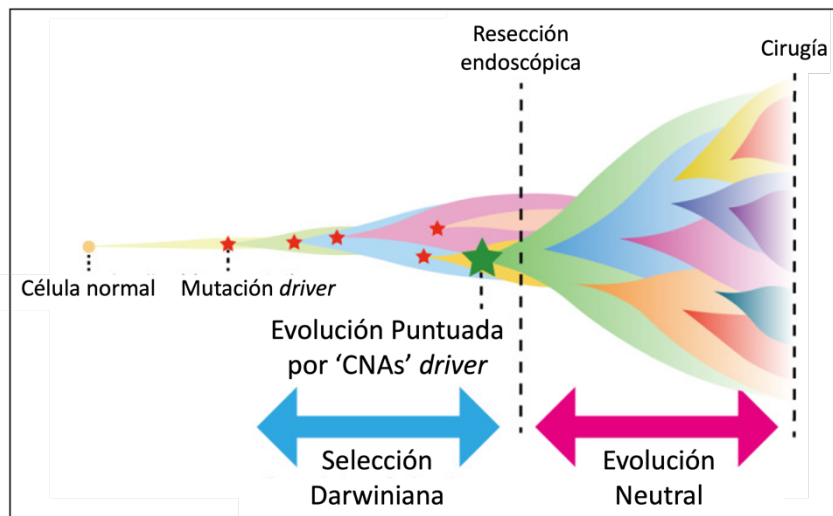 Resección
endoscópica
Cirugía
Célula normal
Mutación driver
Evolución Puntuada
por ‘CNAs’ driver
Selección
Darwiniana
Evolución
Neutral